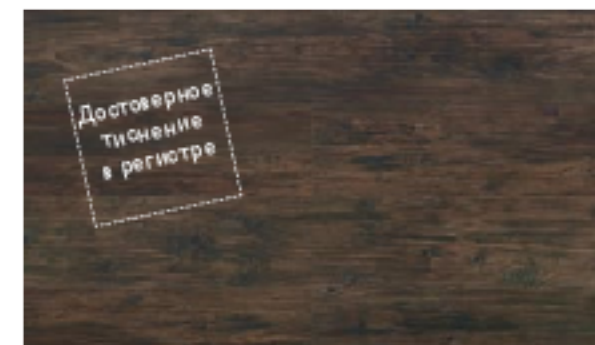 Достоверное
тиснение
в регистре